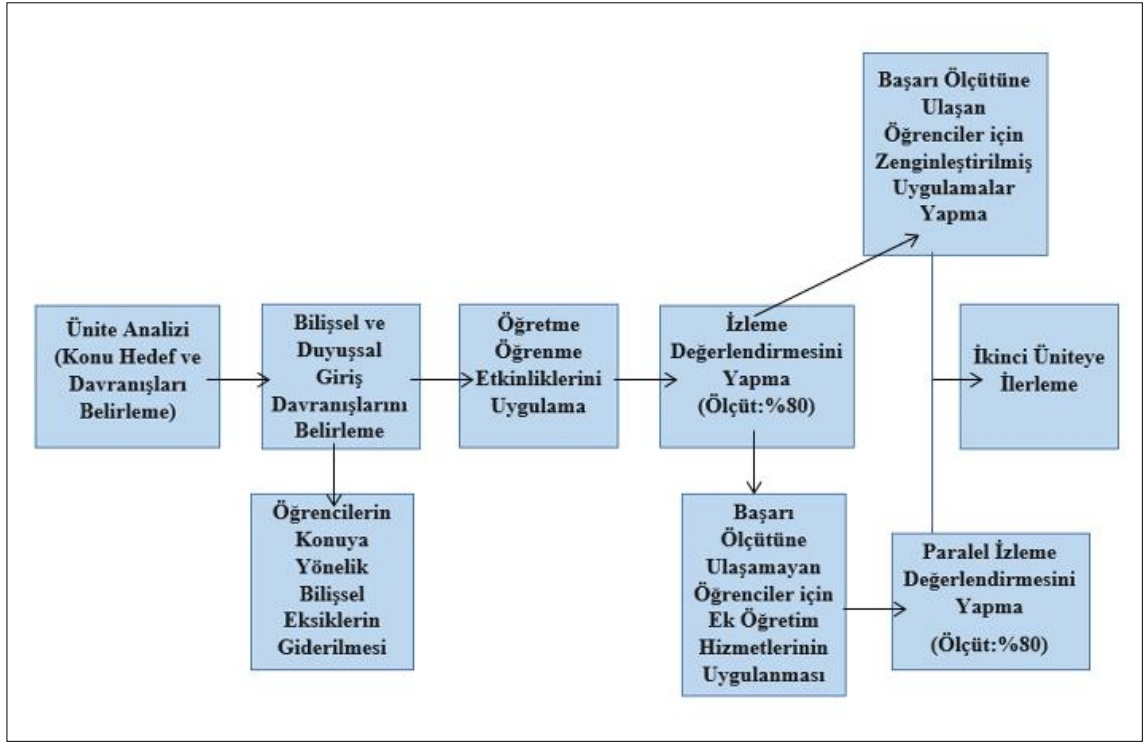 Ünite Analizi
(Konu Hedef ve
Davranışları
Belirleme)
Bilişsel ve
Duyuşsal
Giriş
Davranışlarını
Belirleme
Öğrencilerin
Konuya
Yönelik
Bilişsel
Eksiklerin
Giderilmesi
Öğretme
Öğrenme
Etkinliklerini
Uygulama
İzleme
Değerlendirmesini
Yapma
(Ölçüt:%80)
Başarı Ölçütüne
Ulaşan
Öğrenciler için
Zenginleştirilmiş
Uygulamalar
Yapma
Başarı
Ölçütüne
Ulaşamayan
Öğrenciler için
Ek Öğretim
Hizmetlerinin
Uygulanması
Paralel İzleme
Değerlendirmesini
Yapma
(Ölçüt:%80)
İkinci Üniteye
İlerleme